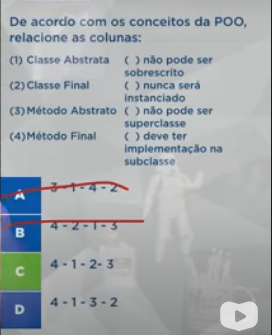 De acordo com os conceitos da POO,
relacione as colunas:
(1) Classe Abstrata ( ) não pode ser
sobrescrito
(2) Classe Final ( ) nunca será
instanciado
(3) Método Abstrato ( ) não pode ser
superclasse
(4) Método Final ( ) deve ter
implementação na
subclasse
A 3 - 1 - 4 - 2
B 4 - 2 - 1 - 3
C 4 - 1 - 2- 3
D 4 - 1 - 3 - 2